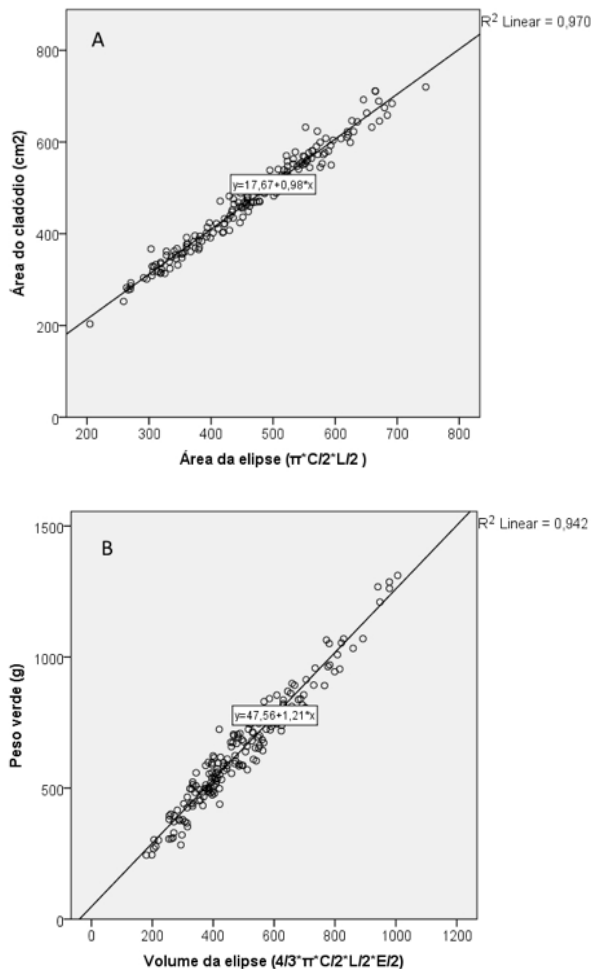 R² Linear = 0,970
A
800
600
400
200
0
Área do cladódio (cm2)
y=17,67+0,98*x
200 300 400 500 600 700 800
Área da elipse (π*C/2*L/2 )
R² Linear = 0,942
B
1500
1000
500
0
Peso verde (g)
y=47,56+1,21*x
0 200 400 600 800 1000 1200
Volume da elipse (4/3*π*C/2*L/2*E/2)